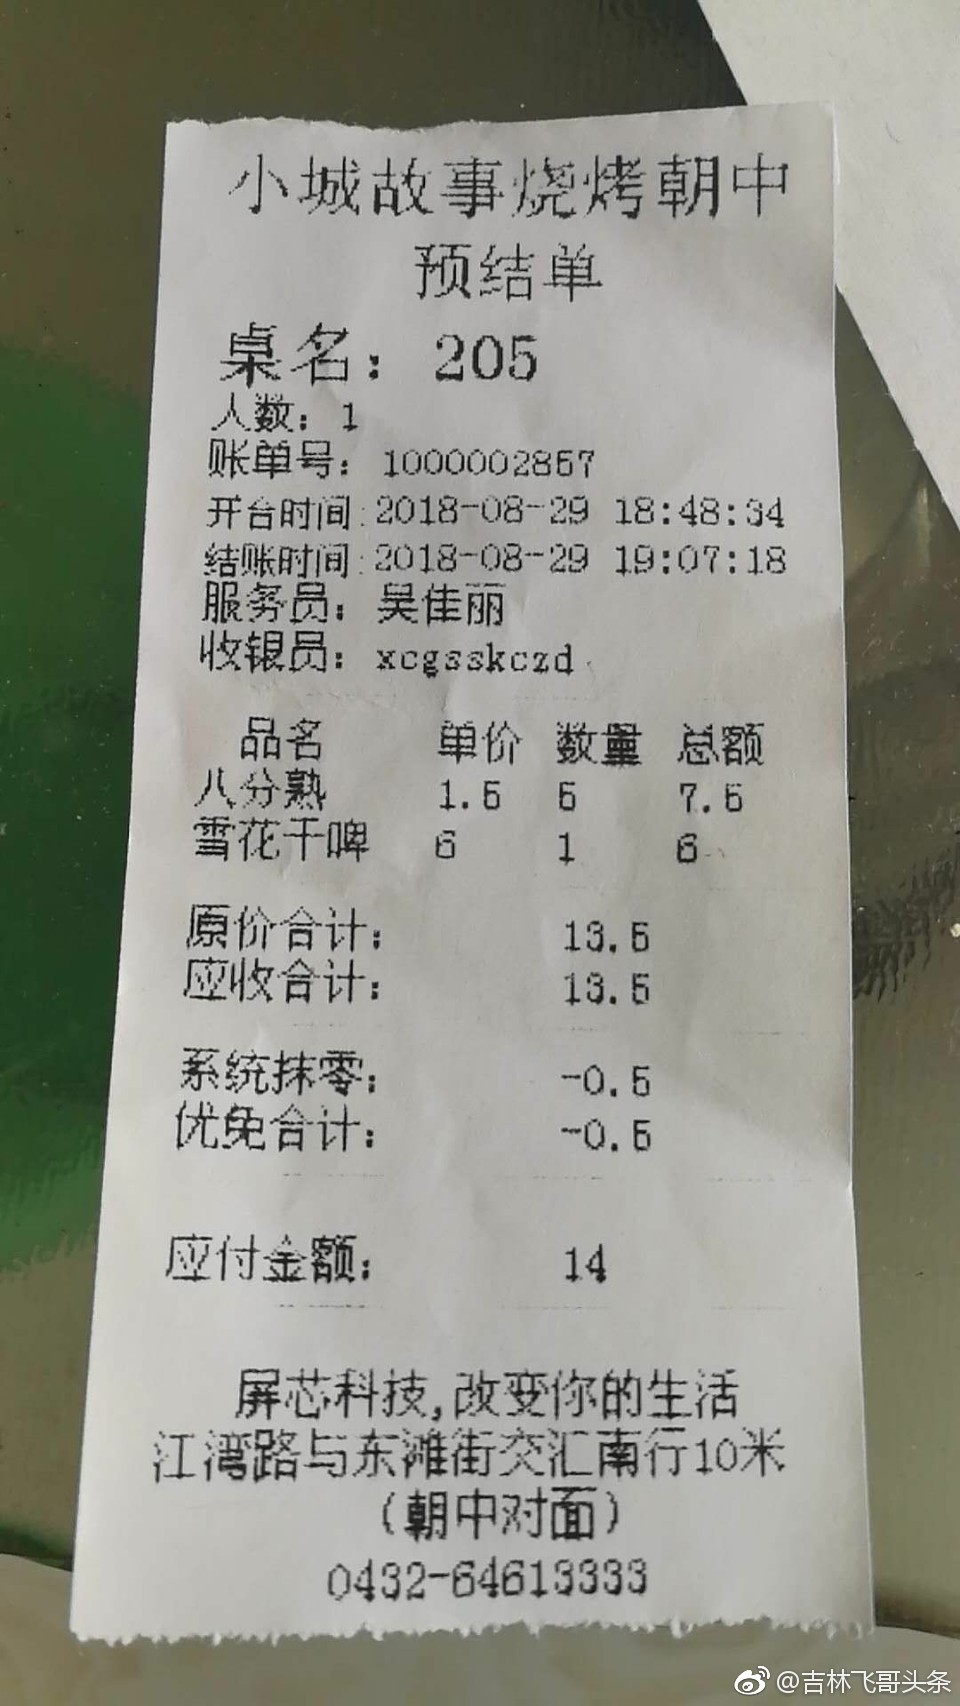 小城故事烧烤朝中
预结单
桌名：205
人数：1
账单号：1000002857
开台时间:2018-08-29 18:48:34
结账时间:2018-08-29 19:07:18
服务员：吴佳丽
收银员：xcgsskczd
品名 单价 数量 总额
八分熟 1.5 5 7.5
雪花干啤 6 1 6
原价合计： 13.5
应收合计： 13.5
系统抹零： -0.5
优免合计： -0.5
应付金额： 14
屏芯科技,改变你的生活
江湾路与东滩街交汇南行10米
(朝中对面)
0432-64613333
@吉林飞哥头条